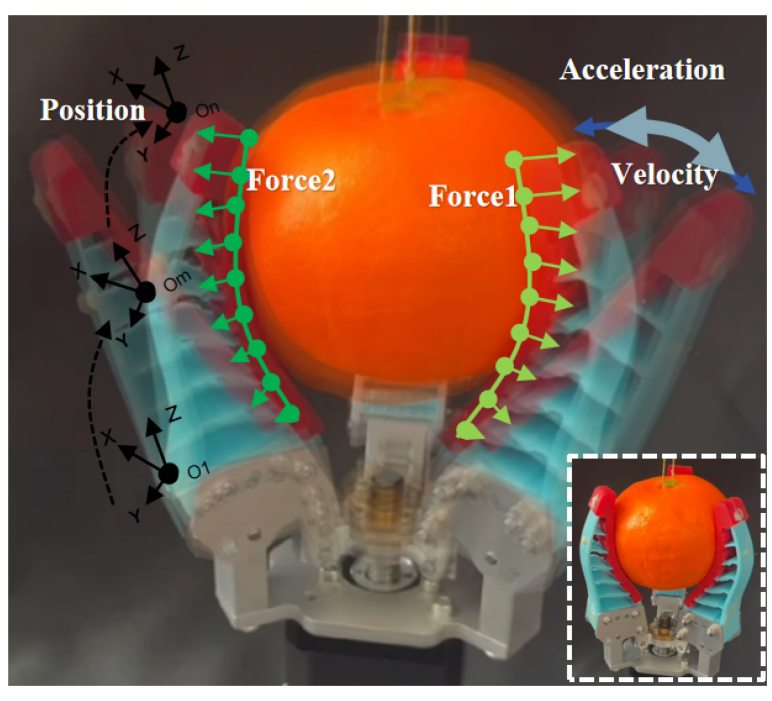 Z
X
Acceleration
Position
On
Y
Velocity
Force2
Force1
Z
X
Om
Y
Z
X
O1
Y